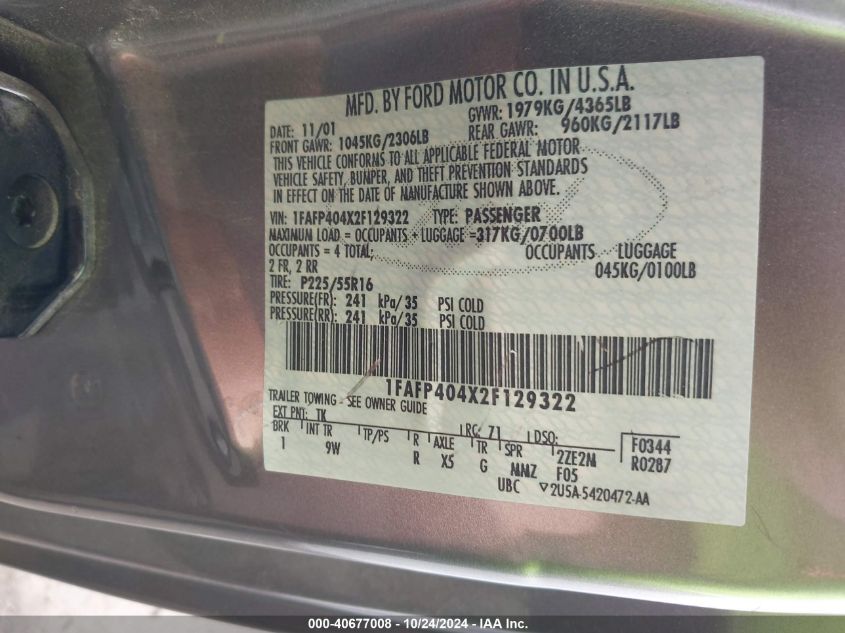 MFD. BY FORD MOTOR CO. IN U.S.A.
DATE: 11/01 GVWR: 1979KG/4365LB
FRONT GAWR: 1045KG/2306LB REAR GAWR: 960KG/2117LB
THIS VEHICLE CONFORMS TO ALL APPLICABLE FEDERAL MOTOR
VEHICLE SAFETY, BUMPER, AND THEFT PREVENTION STANDARDS
IN EFFECT ON THE DATE OF MANUFACTURE SHOWN ABOVE.
VIN: 1FAFP404X2F129322 TYPE: PASSENGER
MAXIMUM LOAD = OCCUPANTS + LUGGAGE =317KG/0700LB
OCCUPANTS = 4 TOTAL; OCCUPANTS LUGGAGE
2 FR, 2 RR 045KG/0100LB
TIRE: P225/55R16
PRESSURE(FR): 241 kPa/35 PSI COLD
PRESSURE(RR): 241 kPa/35 PSI COLD
1FAFP404X2F129322
TRAILER TOWING - SEE OWNER GUIDE
EXT PNT: TK RC: 71 DSO: F0344
BRK INT TR TP/PS R AXLE TR SPR 2ZE2M R0287
1 9W R X5 G MMZ F05
UBC ▽2U5A-5420472-AA
000-40677008 - 10/24/2024 - IAA Inc.